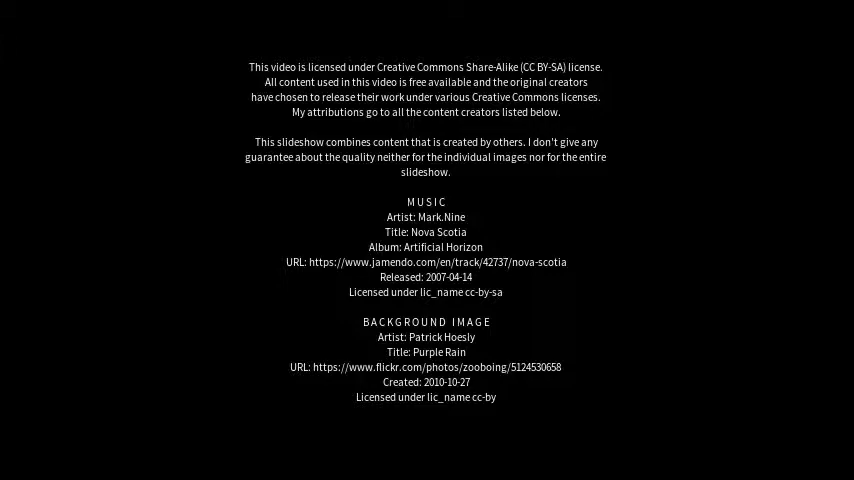 This video is licensed under Creative Commons Share-Alike (CC BY-SA) license.
All content used in this video is free available and the original creators
have chosen to release their work under various Creative Commons licenses.
My attributions go to all the content creators listed below.
This slideshow combines content that is created by others. I don't give any
guarantee about the quality neither for the individual images nor for the entire
slideshow.
MUSIC
Artist: Mark.Nine
Title: Nova Scotia
Album: Artificial Horizon
URL: https://www.jamendo.com/en/track/42737/nova-scotia
Released: 2007-04-14
Licensed under lic_name cc-by-sa
BACKGROUND IMAGE
Artist: Patrick Hoesly
Title: Purple Rain
URL: https://www.flickr.com/photos/zooboing/5124530658
Created: 2010-10-27
Licensed under lic_name cc-by